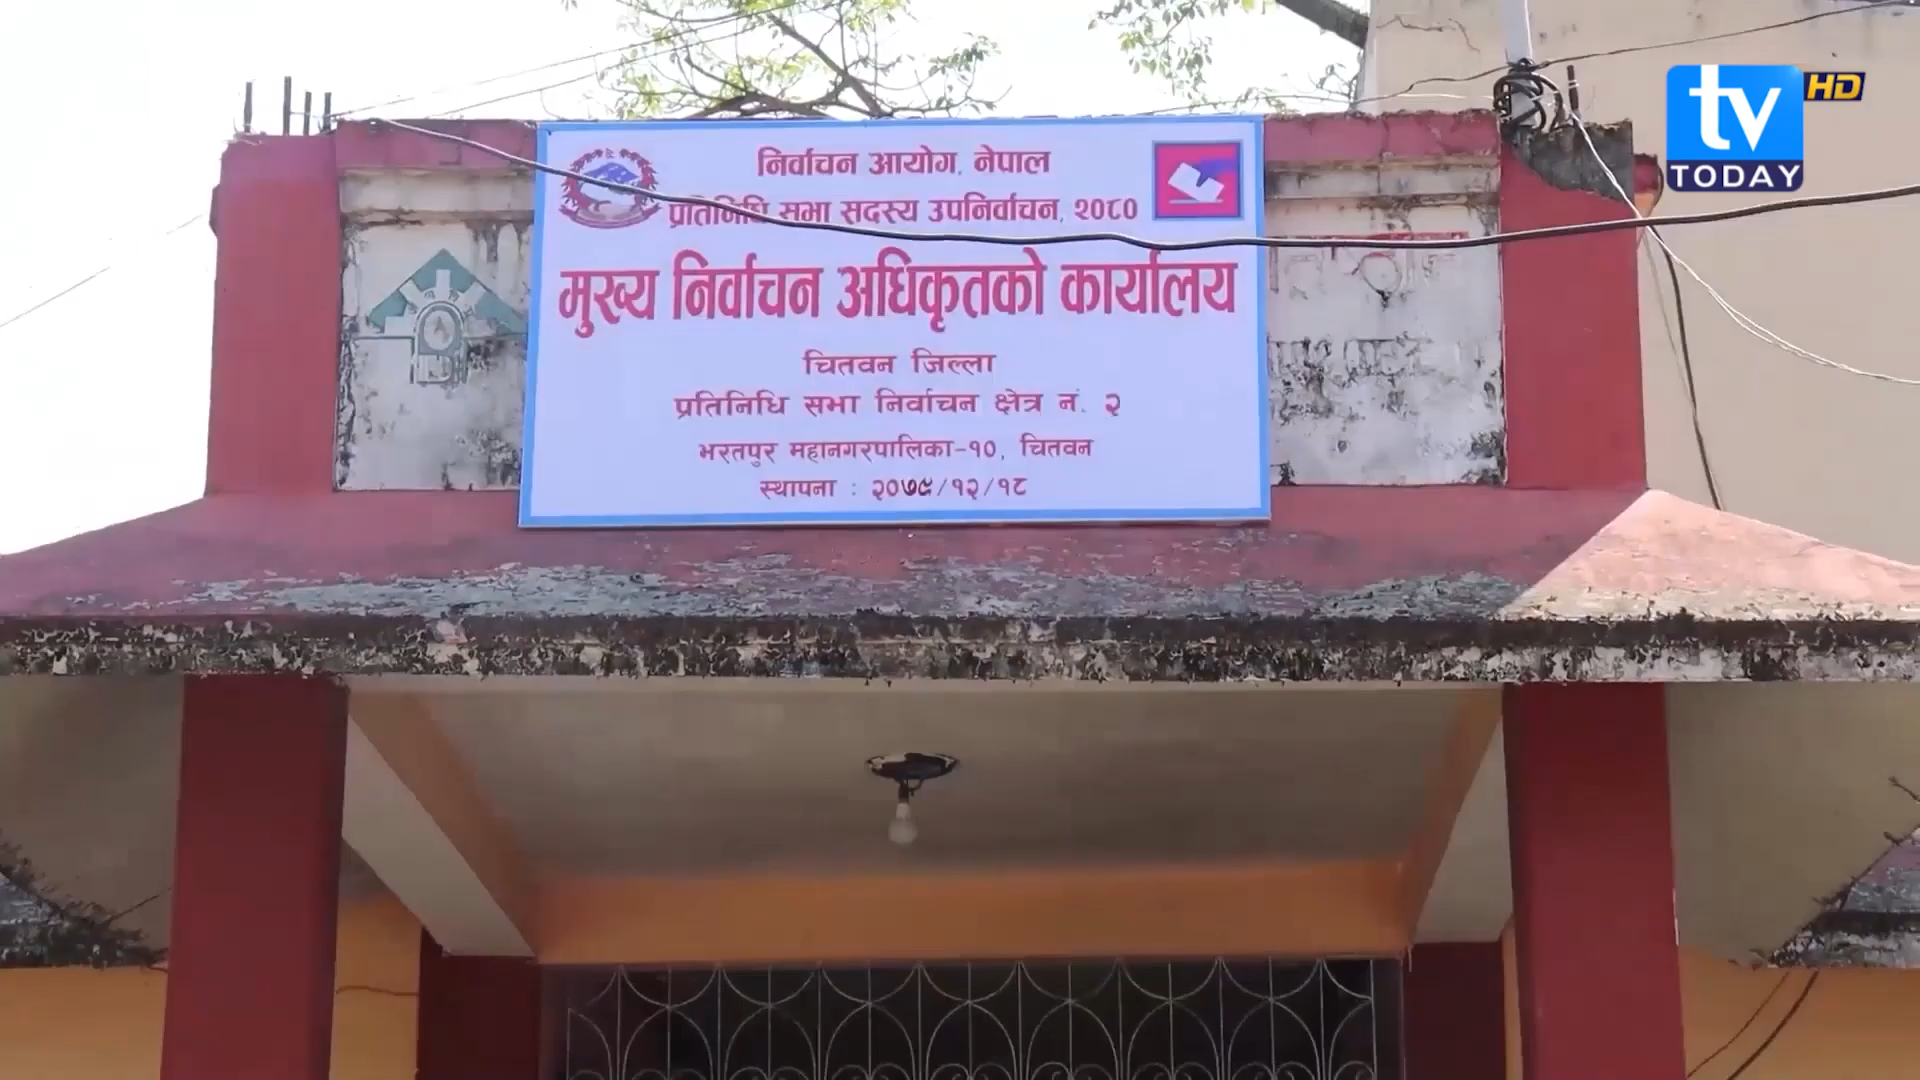 निर्वाचन आयोग, नेपाल
प्रतिनिधि सभा सदस्य उपनिर्वाचन, २०८०
मुख्य निर्वाचन अधिकृतको कार्यालय
चितवन जिल्ला
प्रतिनिधि सभा निर्वाचन क्षेत्र नं. २
भरतपुर महानगरपालिका-१०, चितवन
स्थापना : २०७९/१२/१८
tv HD
TODAY